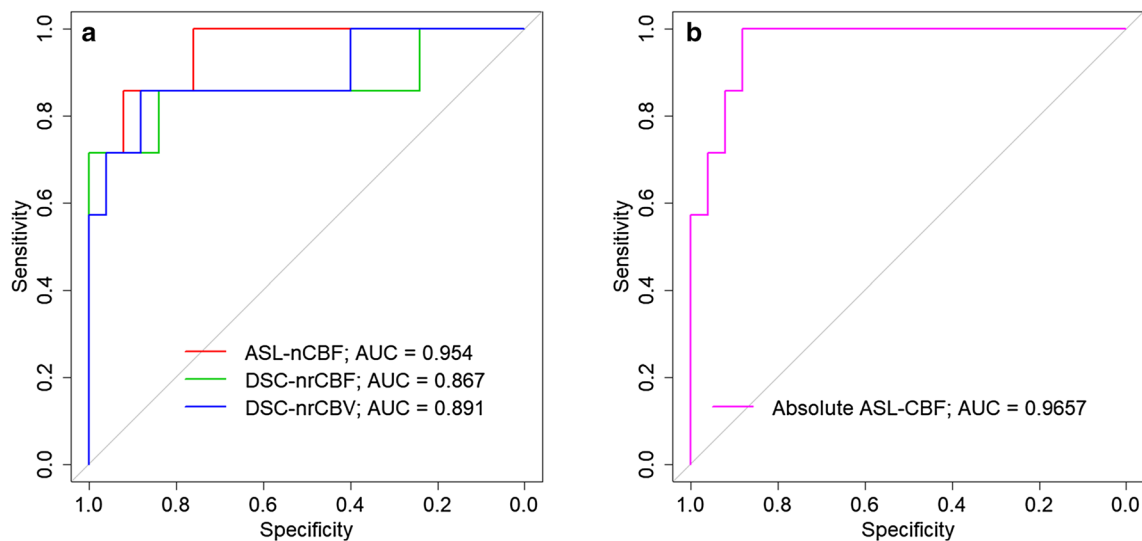 a
1.0
0.8
0.6
0.4
0.2
0.0
Sensitivity
ASL-nCBF; AUC = 0.954
DSC-nrCBF; AUC = 0.867
DSC-nrCBV; AUC = 0.891
1.0 0.8 0.6 0.4 0.2 0.0
Specificity
b
1.0
0.8
0.6
0.4
0.2
0.0
Sensitivity
Absolute ASL-CBF; AUC = 0.9657
1.0 0.8 0.6 0.4 0.2 0.0
Specificity